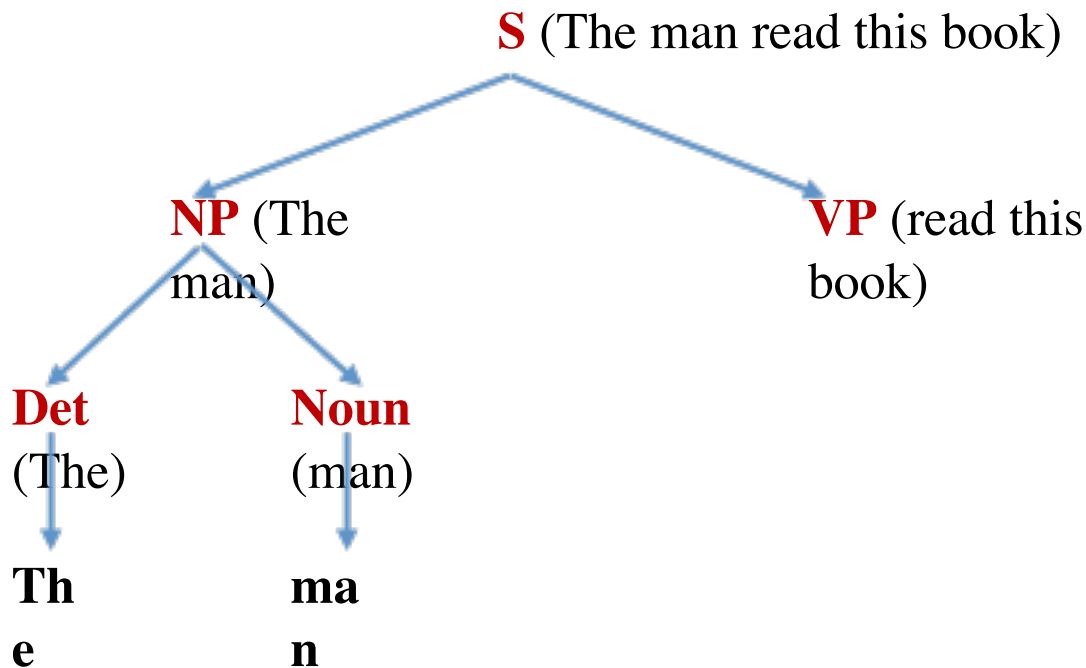 S (The man read this book)
NP (The
man)
VP (read this
book)
Det
(The)
Noun
(man)
Th
e
ma
n